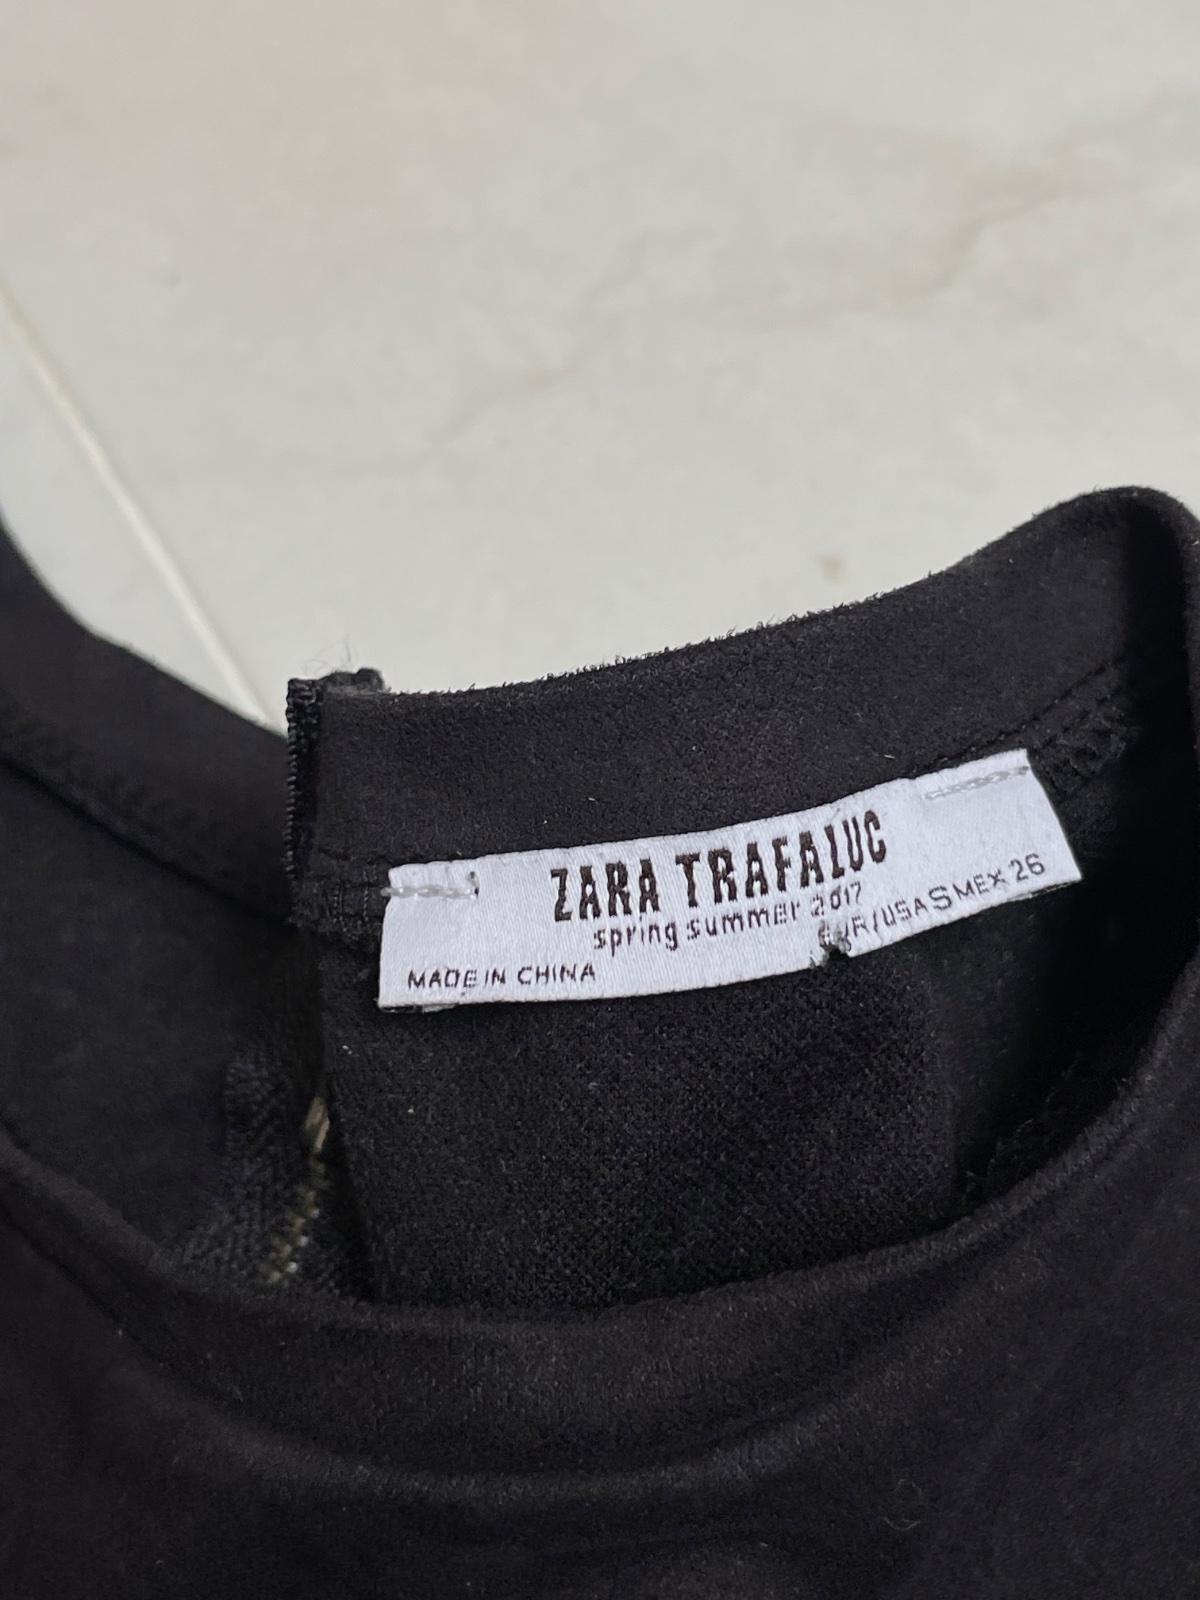 ZARA TRAFALUC
spring summer 2017
EUR/USA S MEX 26
MADE IN CHINA